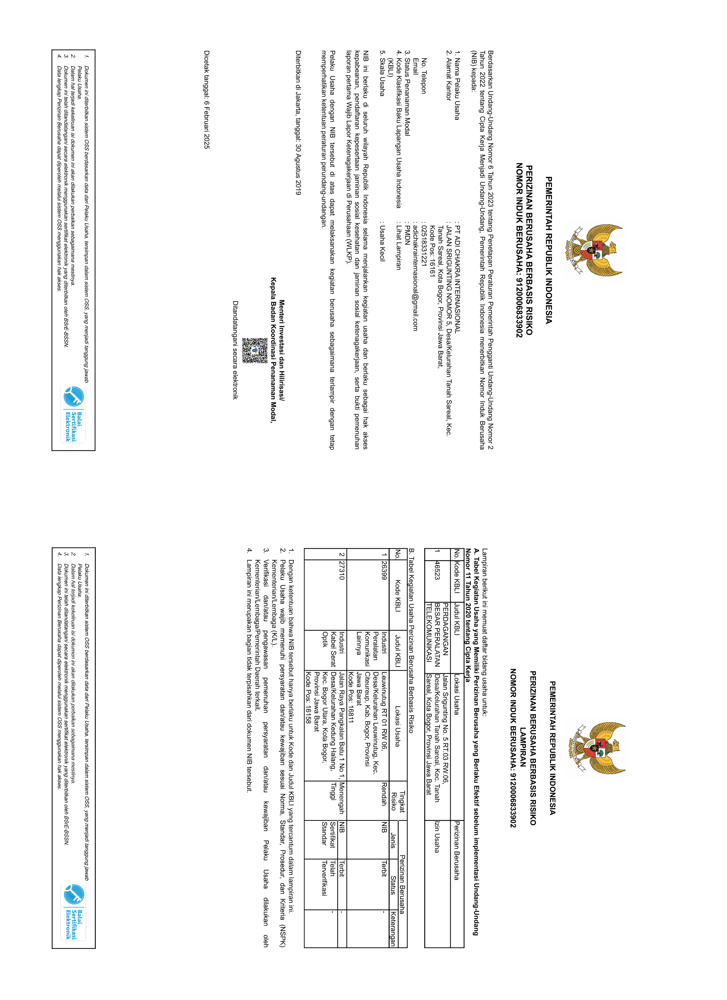 PEMERINTAH REPUBLIK INDONESIA
PERIZINAN BERUSAHA BERBASIS RISIKO
NOMOR INDUK BERUSAHA: 9120006833902
Berdasarkan Undang-Undang Nomor 6 Tahun 2023 tentang Penetapan Peraturan Pemerintah Pengganti Undang-Undang Nomor 2
Tahun 2022 tentang Cipta Kerja Menjadi Undang-Undang, Pemerintah Republik Indonesia menerbitkan Nomor Induk Berusaha
(NIB) kepada:
1. Nama Pelaku Usaha : PT ADI CHAKRA INTERNASIONAL
2. Alamat Kantor : JALAN SRIGUNTING NOMOR 5, Desa/Kelurahan Tanah Sareal, Kec.
Tanah Sareal, Kota Bogor, Provinsi Jawa Barat,
Kode Pos: 16161
No. Telepon : 02518331221
Email : adichakrainternasional@gmail.com
3. Status Penanaman Modal : PMDN
4. Kode Klasifikasi Baku Lapangan Usaha Indonesia : Lihat Lampiran
(KBLI)
5. Skala Usaha : Usaha Kecil
NIB ini berlaku di seluruh wilayah Republik Indonesia selama menjalankan kegiatan usaha dan berlaku sebagai hak akses
kepabeanan, pendaftaran kepesertaan jaminan sosial kesehatan dan jaminan sosial ketenagakerjaan, serta bukti pemenuhan
laporan pertama Wajib Lapor Ketenagakerjaan di Perusahaan (WLKP).
Pelaku Usaha dengan NIB tersebut di atas dapat melaksanakan kegiatan berusaha sebagaimana terlampir dengan tetap
memperhatikan ketentuan peraturan perundang-undangan.
Diterbitkan di Jakarta, tanggal: 30 Agustus 2019
Menteri Investasi dan Hilirisasi/
Kepala Badan Koordinasi Penanaman Modal,
Ditandatangani secara elektronik
Dicetak tanggal: 6 Februari 2025
1. Dokumen ini diterbitkan sistem OSS berdasarkan data dari Pelaku Usaha, tersimpan dalam sistem OSS, yang menjadi tanggung jawab
Pelaku Usaha.
2. Dalam hal terjadi kekeliruan isi dokumen ini akan dilakukan perbaikan sebagaimana mestinya.
3. Dokumen ini telah ditandatangani secara elektronik menggunakan sertifikat elektronik yang diterbitkan oleh BSrE-BSSN.
4. Data lengkap Perizinan Berusaha dapat diperoleh melalui sistem OSS menggunakan hak akses.
Balai
Sertifikasi
Elektronik
PEMERINTAH REPUBLIK INDONESIA
PERIZINAN BERUSAHA BERBASIS RISIKO
LAMPIRAN
NOMOR INDUK BERUSAHA: 9120006833902
Lampiran berikut ini memuat daftar bidang usaha untuk:
A. Tabel Kegiatan Usaha yang Memiliki Perizinan Berusaha yang Berlaku Efektif sebelum implementasi Undang-Undang
Nomor 11 Tahun 2020 tentang Cipta Kerja
No. Kode KBLI Judul KBLI Lokasi Usaha Perizinan Berusaha
PERDAGANGAN Jalan Srigunting No. 5 RT.03 RW.06,
1 46523 BESAR PERALATAN Desa/Kelurahan Tanah Sareal, Kec. Tanah Izin Usaha
TELEKOMUNIKASI Sareal, Kota Bogor, Provinsi Jawa Barat
B. Tabel Kegiatan Usaha Perizinan Berusaha Berbasis Risiko
Tingkat Perizinan Berusaha
No. Kode KBLI Judul KBLI Lokasi Usaha Risiko Jenis Status Keterangan
1 26399 Industri Leuwinutug RT 01 RW 06, Rendah NIB Terbit -
Peralatan Desa/Kelurahan Leuwinutug, Kec.
Komunikasi Citeureup, Kab. Bogor, Provinsi
Lainnya Jawa Barat
Kode Pos: 16811
2 27310 Industri Jalan Raya Pangkalan Batu 1 No 1, Menengah NIB Terbit -
Kabel Serat Desa/Kelurahan Kedung Halang, Tinggi Sertifikat Telah -
Optik Kec. Bogor Utara, Kota Bogor, Standar Terverifikasi
Provinsi Jawa Barat
Kode Pos: 16158
1. Dengan ketentuan bahwa NIB tersebut hanya berlaku untuk Kode dan Judul KBLI yang tercantum dalam lampiran ini.
2. Pelaku Usaha wajib memenuhi persyaratan dan/atau kewajiban sesuai Norma, Standar, Prosedur, dan Kriteria (NSPK)
Kementerian/Lembaga (K/L).
3. Verifikasi dan/atau pengawasan pemenuhan persyaratan dan/atau kewajiban Pelaku Usaha dilakukan oleh
Kementerian/Lembaga/Pemerintah Daerah terkait.
4. Lampiran ini merupakan bagian tidak terpisahkan dari dokumen NIB tersebut.
1. Dokumen ini diterbitkan sistem OSS berdasarkan data dari Pelaku Usaha, tersimpan dalam sistem OSS, yang menjadi tanggung jawab
Pelaku Usaha.
2. Dalam hal terjadi kekeliruan isi dokumen ini akan dilakukan perbaikan sebagaimana mestinya.
3. Dokumen ini telah ditandatangani secara elektronik menggunakan sertifikat elektronik yang diterbitkan oleh BSrE-BSSN.
4. Data lengkap Perizinan Berusaha dapat diperoleh melalui sistem OSS menggunakan hak akses.
Balai
Sertifikasi
Elektronik